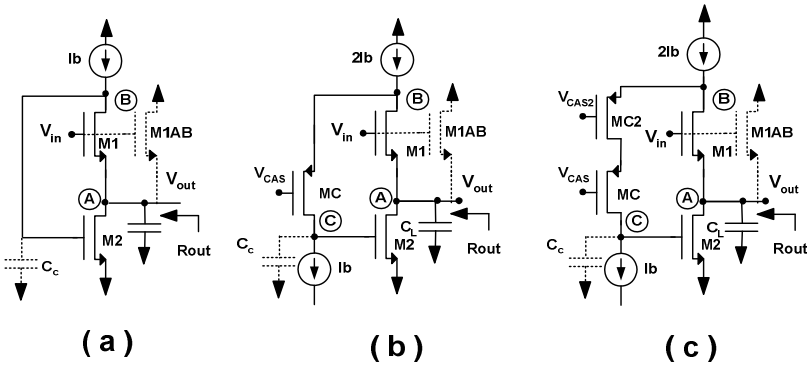 Ib
B
Vin
M1
M1AB
A
Vout
M2
Rout
Cc
( a )
2Ib
B
Vin
M1
M1AB
VCAS
MC
A
Vout
C
CL
Cc
M2
Rout
Ib
( b )
2Ib
B
VCAS2
MC2
Vin
M1
M1AB
VCAS
MC
A
Vout
C
CL
Cc
M2
Rout
Ib
( c )